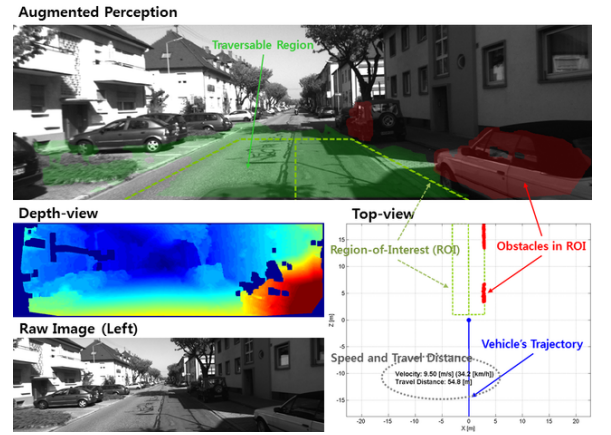 Augmented Perception
Traversable Region
Depth-view
Top-view
Region-of-Interest (ROI)
Obstacles in ROI
Raw Image (Left)
Vehicle's Trajectory
Speed and Travel Distance
Velocity: 9.50 [m/s] (34.2 [km/h])
Travel Distance: 54.8 [m]
Z [m]
15
10
5
0
-5
-10
-15
-20 -15 -10 -5 0 5 10 15 20
X [m]